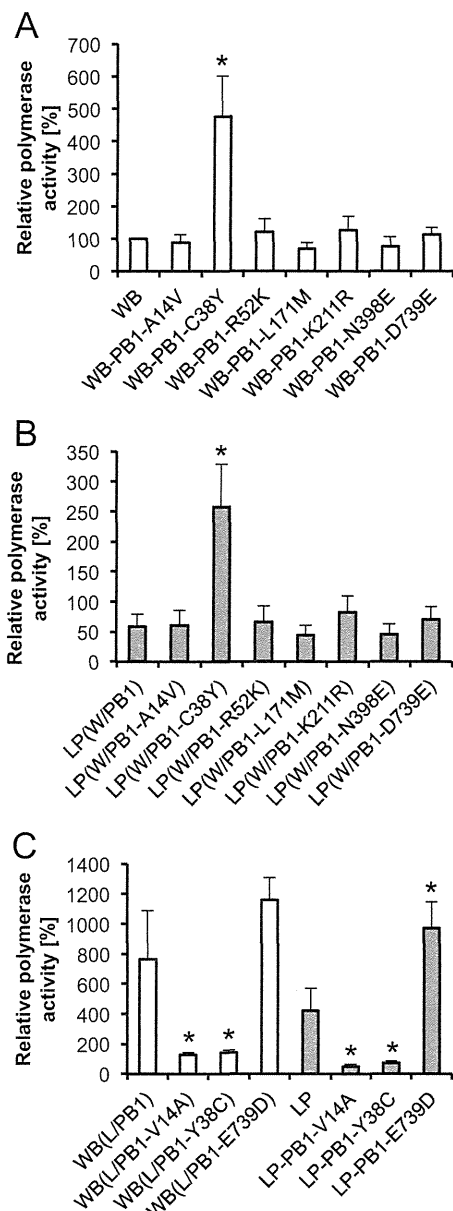 A
Relative polymerase
activity [%]
700
600
500
400
300
200
100
0
*
WB
WB-PB1-A14V
WB-PB1-C38Y
WB-PB1-R52K
WB-PB1-L171M
WB-PB1-K211R
WB-PB1-N398E
WB-PB1-D739E
B
Relative polymerase
activity [%]
350
300
250
200
150
100
50
0
*
LP(W/PB1)
LP(W/PB1-A14V)
LP(W/PB1-C38Y)
LP(W/PB1-R52K)
LP(W/PB1-L171M)
LP(W/PB1-K211R)
LP(W/PB1-N398E)
LP(W/PB1-D739E)
C
Relative polymerase
activity [%]
1400
1200
1000
800
600
400
200
0
* * * * *
WB(L/PB1)
WB(L/PB1-V14A)
WB(L/PB1-Y38C)
WB(L/PB1-E739D)
LP
LP-PB1-V14A
LP-PB1-Y38C
LP-PB1-E739D